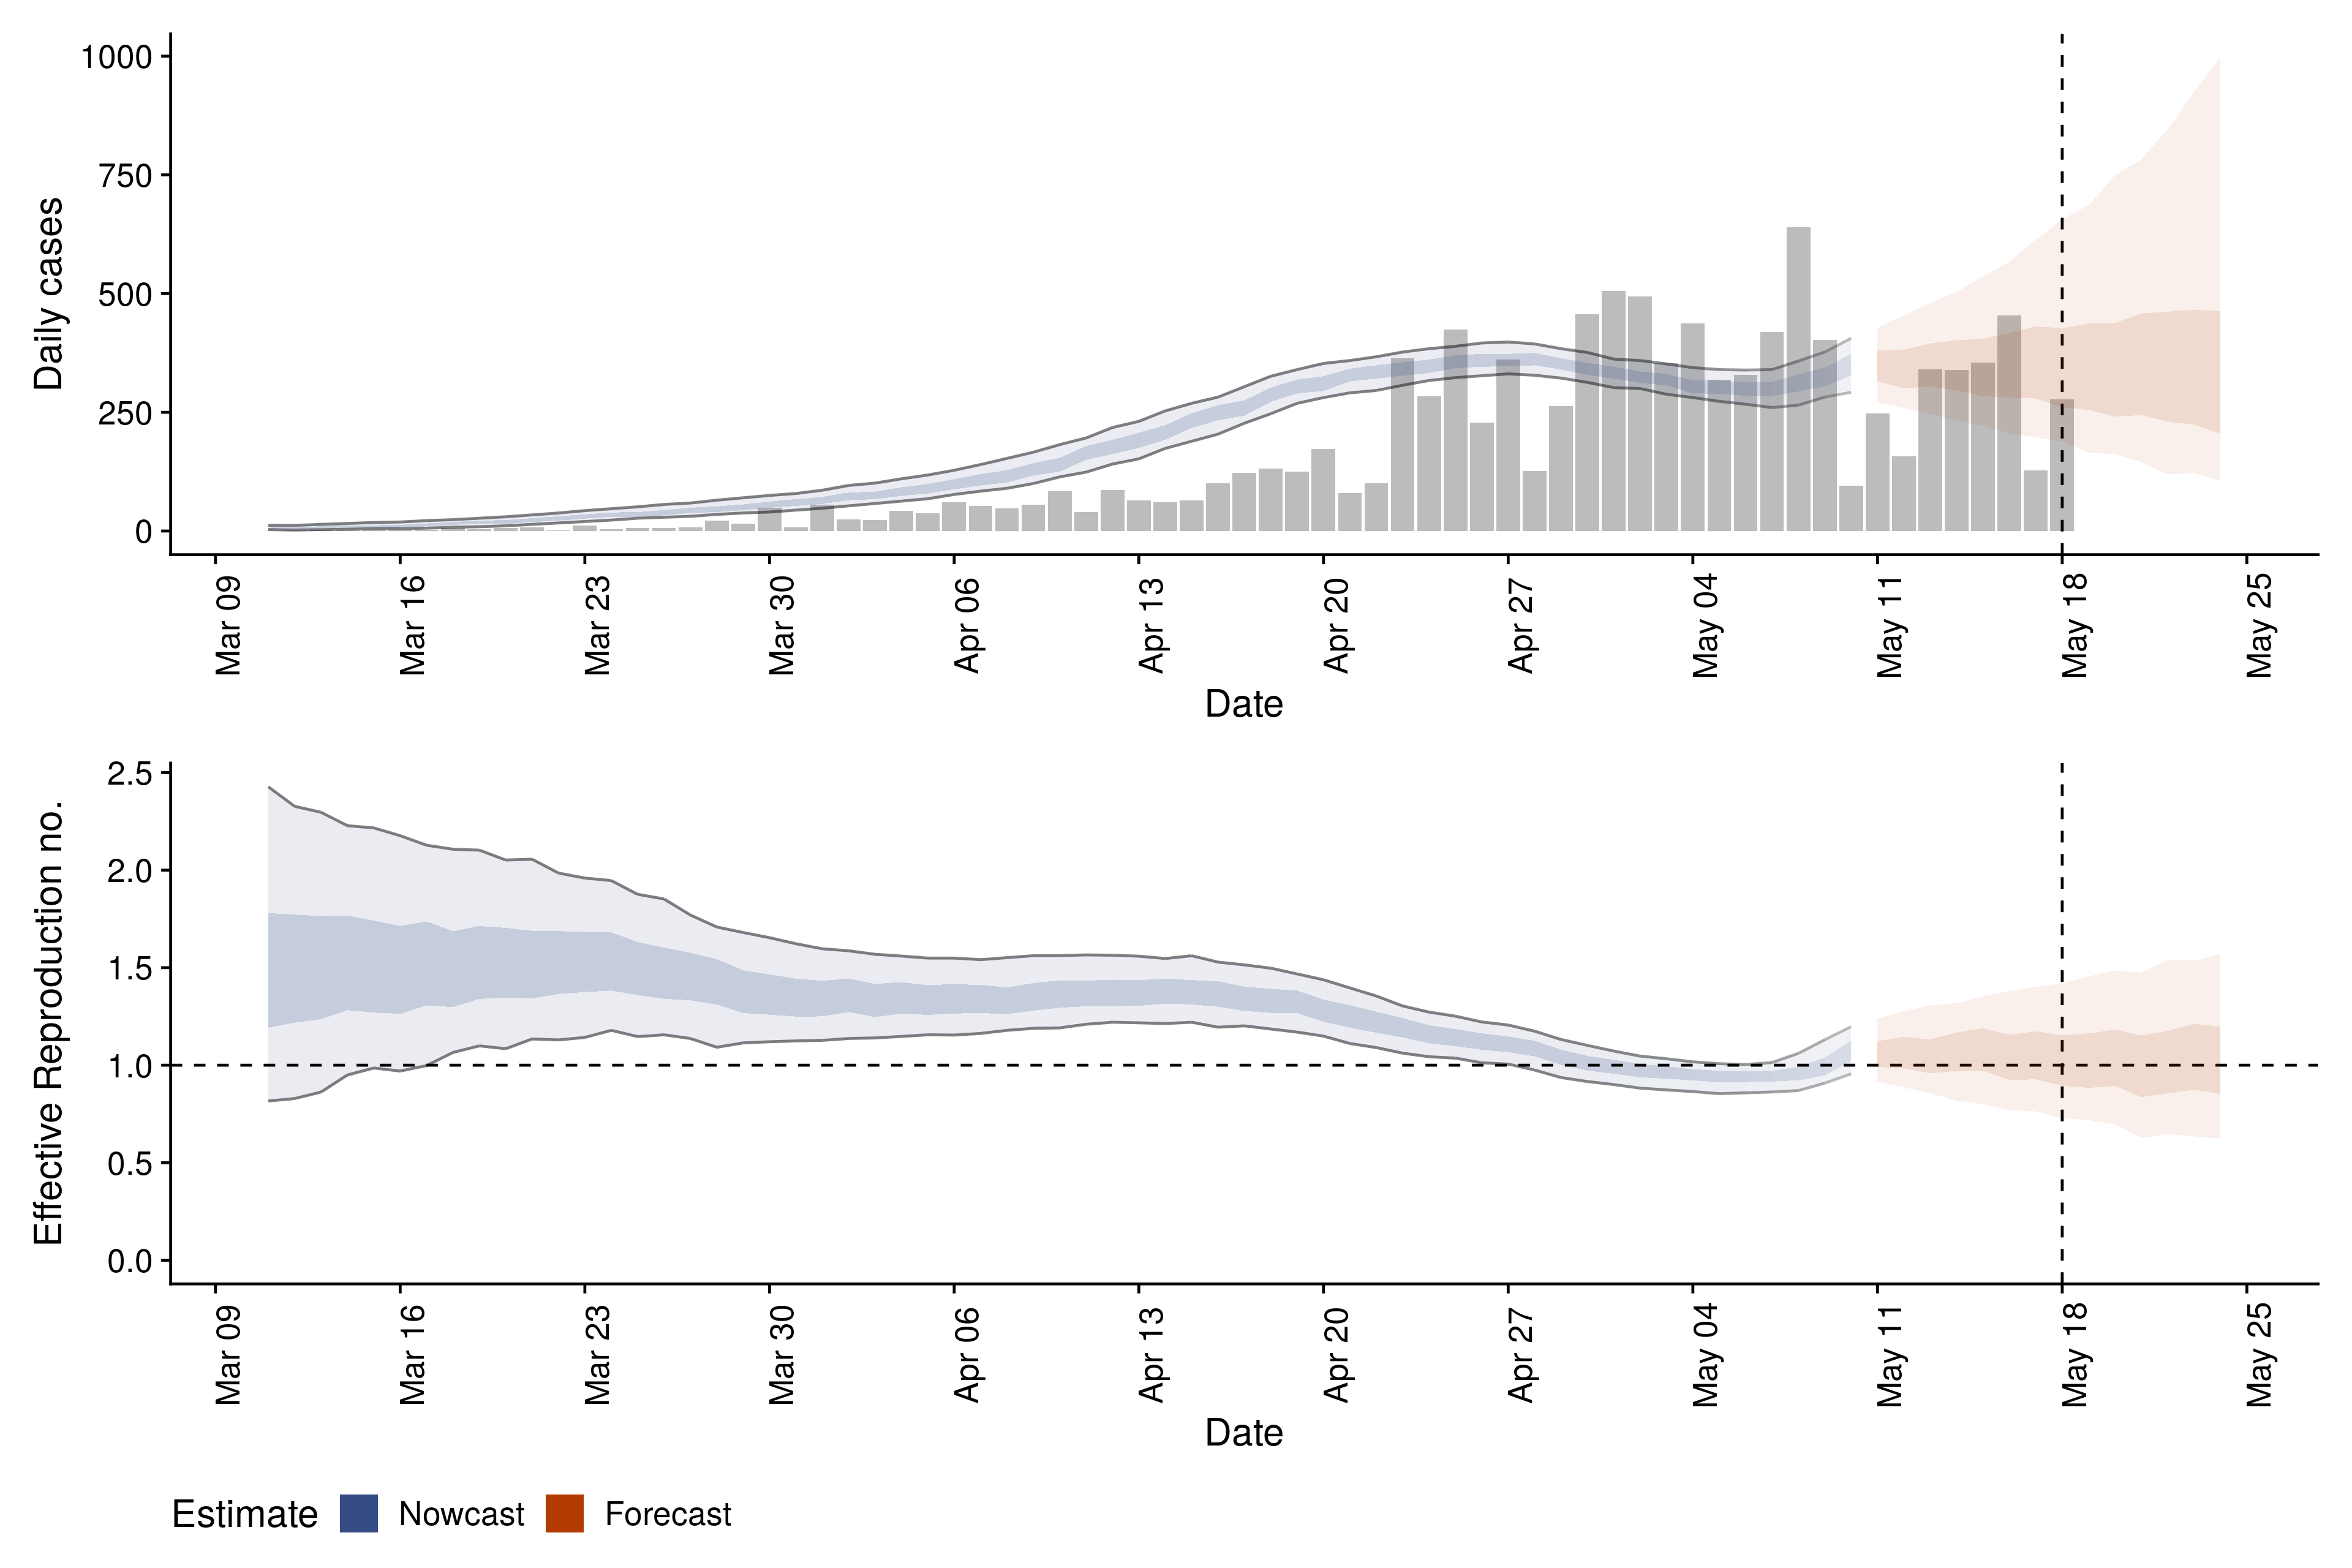 Daily cases
1000
750
500
250
0
Mar 09 Mar 16 Mar 23 Mar 30 Apr 06 Apr 13 Apr 20 Apr 27 May 04 May 11 May 18 May 25
Date
Effective Reproduction no.
2.5
2.0
1.5
1.0
0.5
0.0
Mar 09 Mar 16 Mar 23 Mar 30 Apr 06 Apr 13 Apr 20 Apr 27 May 04 May 11 May 18 May 25
Date
Estimate Nowcast Forecast